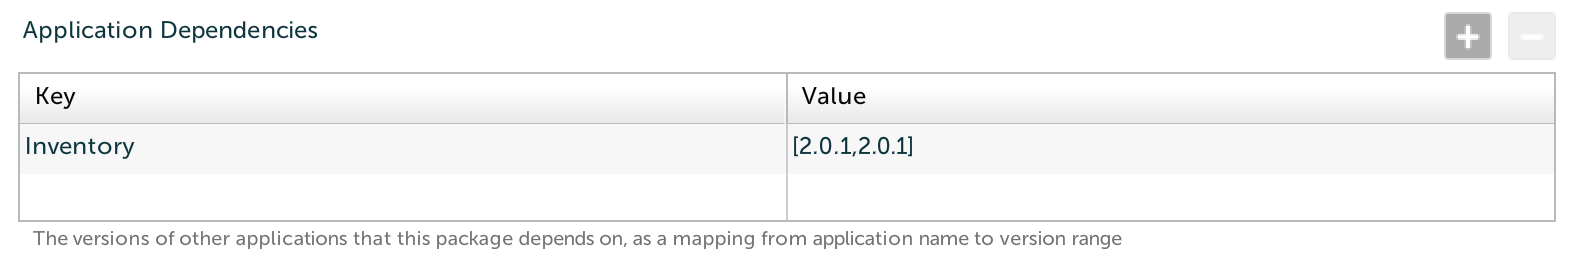 Application Dependencies
Key Value
Inventory [2.0.1,2.0.1]
The versions of other applications that this package depends on, as a mapping from application name to version range